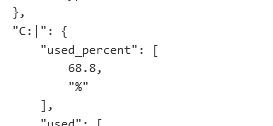 },
"C:|": {
"used_percent": [
68.8,
"%"
],
"used": [